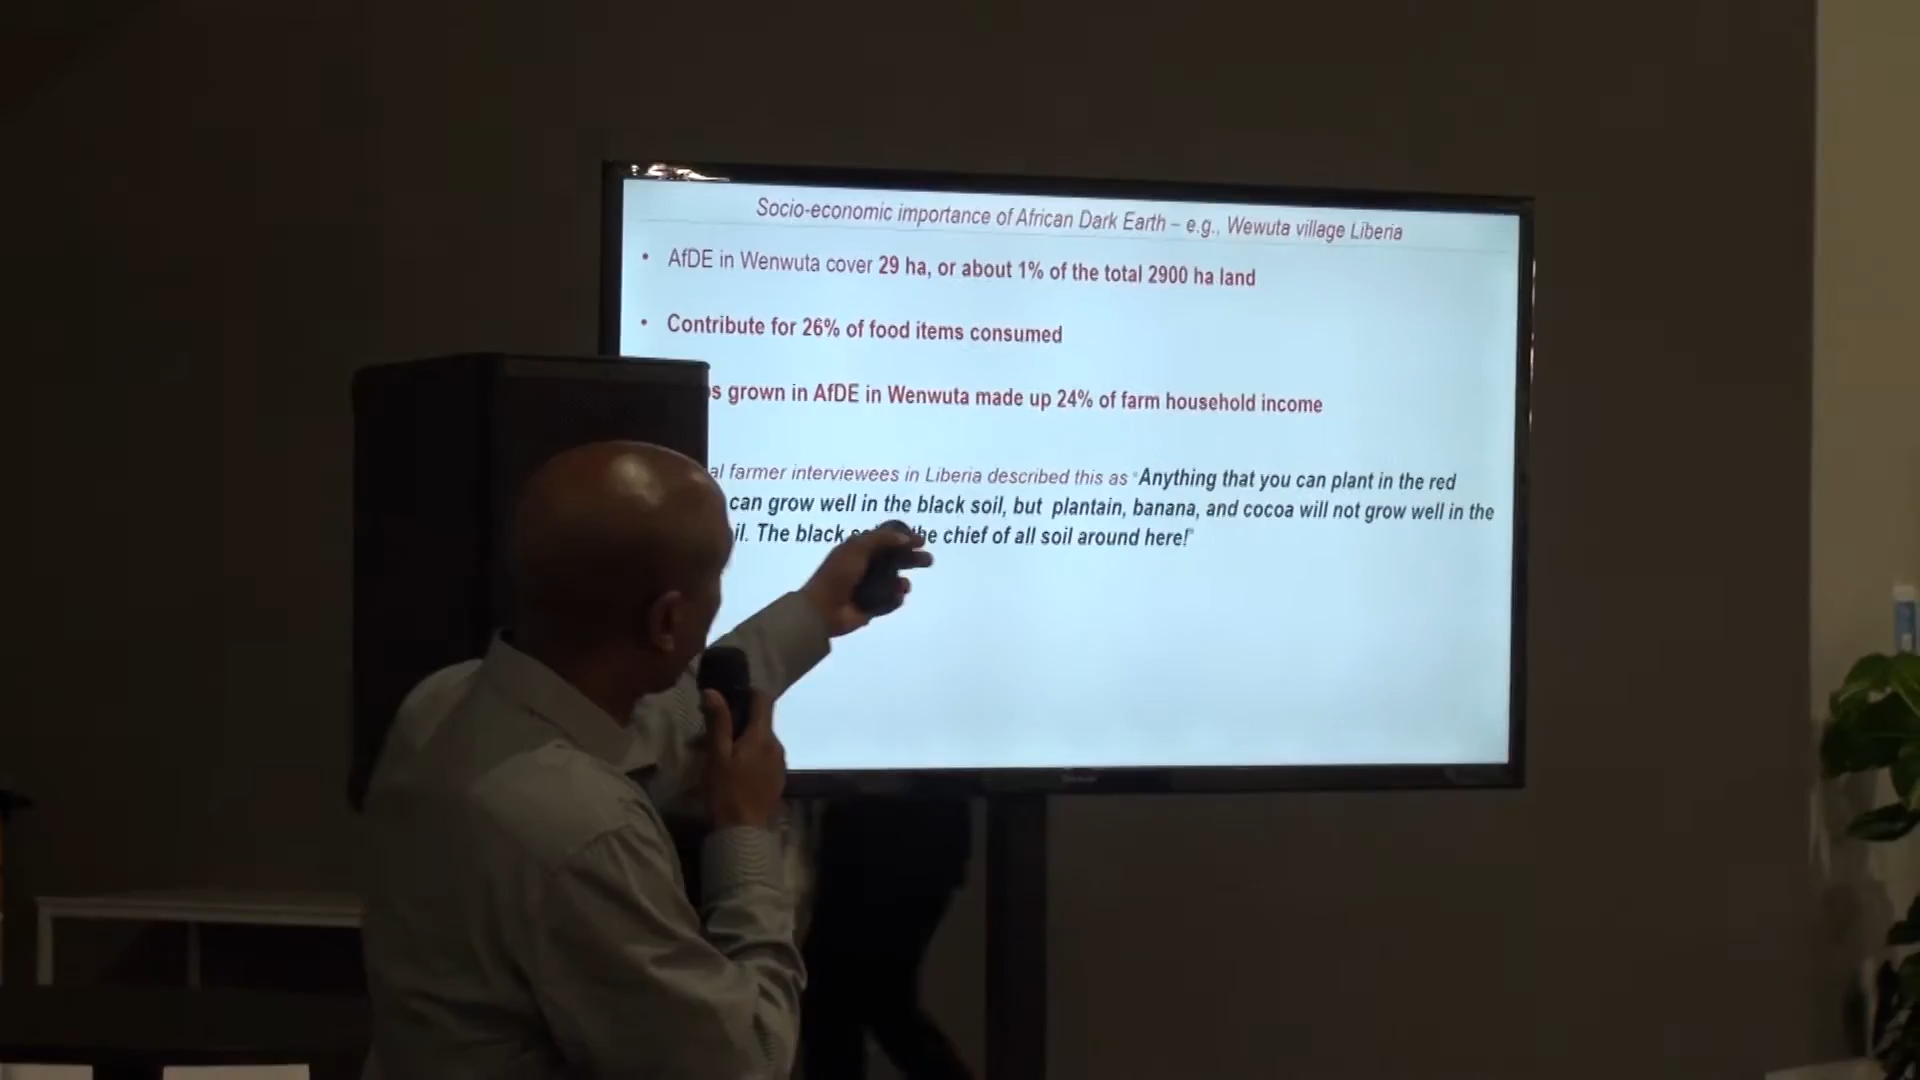 Socio-economic importance of African Dark Earth – e.g., Wewuta village Liberia
• AfDE in Wenwuta cover 29 ha, or about 1% of the total 2900 ha land
• Contribute for 26% of food items consumed
grown in AfDE in Wenwuta made up 24% of farm household income
farmer interviewees in Liberia described this as "Anything that you can plant in the red
can grow well in the black soil, but plantain, banana, and cocoa will not grow well in the
The black the chief of all soil around here!"